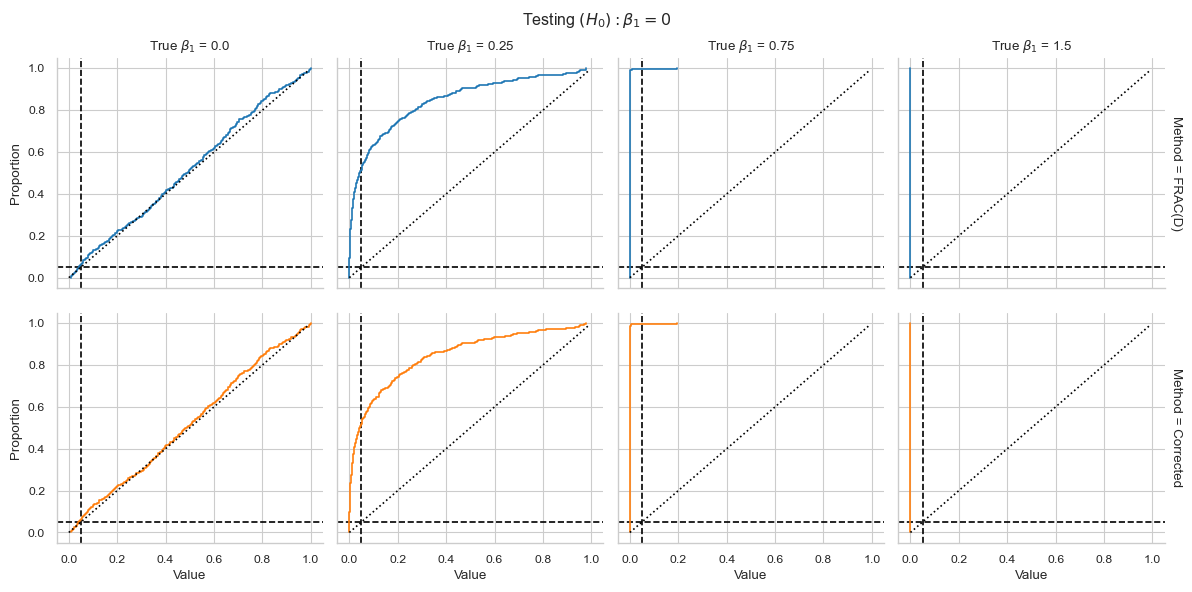 Testing (H₀) : β₁ = 0
True β₁ = 0.0
True β₁ = 0.25
True β₁ = 0.75
True β₁ = 1.5
1.0
0.8
0.6
0.4
0.2
0.0
Proportion
Method = FRAC(D)
1.0
0.8
0.6
0.4
0.2
0.0
Proportion
Method = Corrected
0.0 0.2 0.4 0.6 0.8 1.0
0.0 0.2 0.4 0.6 0.8 1.0
0.0 0.2 0.4 0.6 0.8 1.0
0.0 0.2 0.4 0.6 0.8 1.0
Value
Value
Value
Value